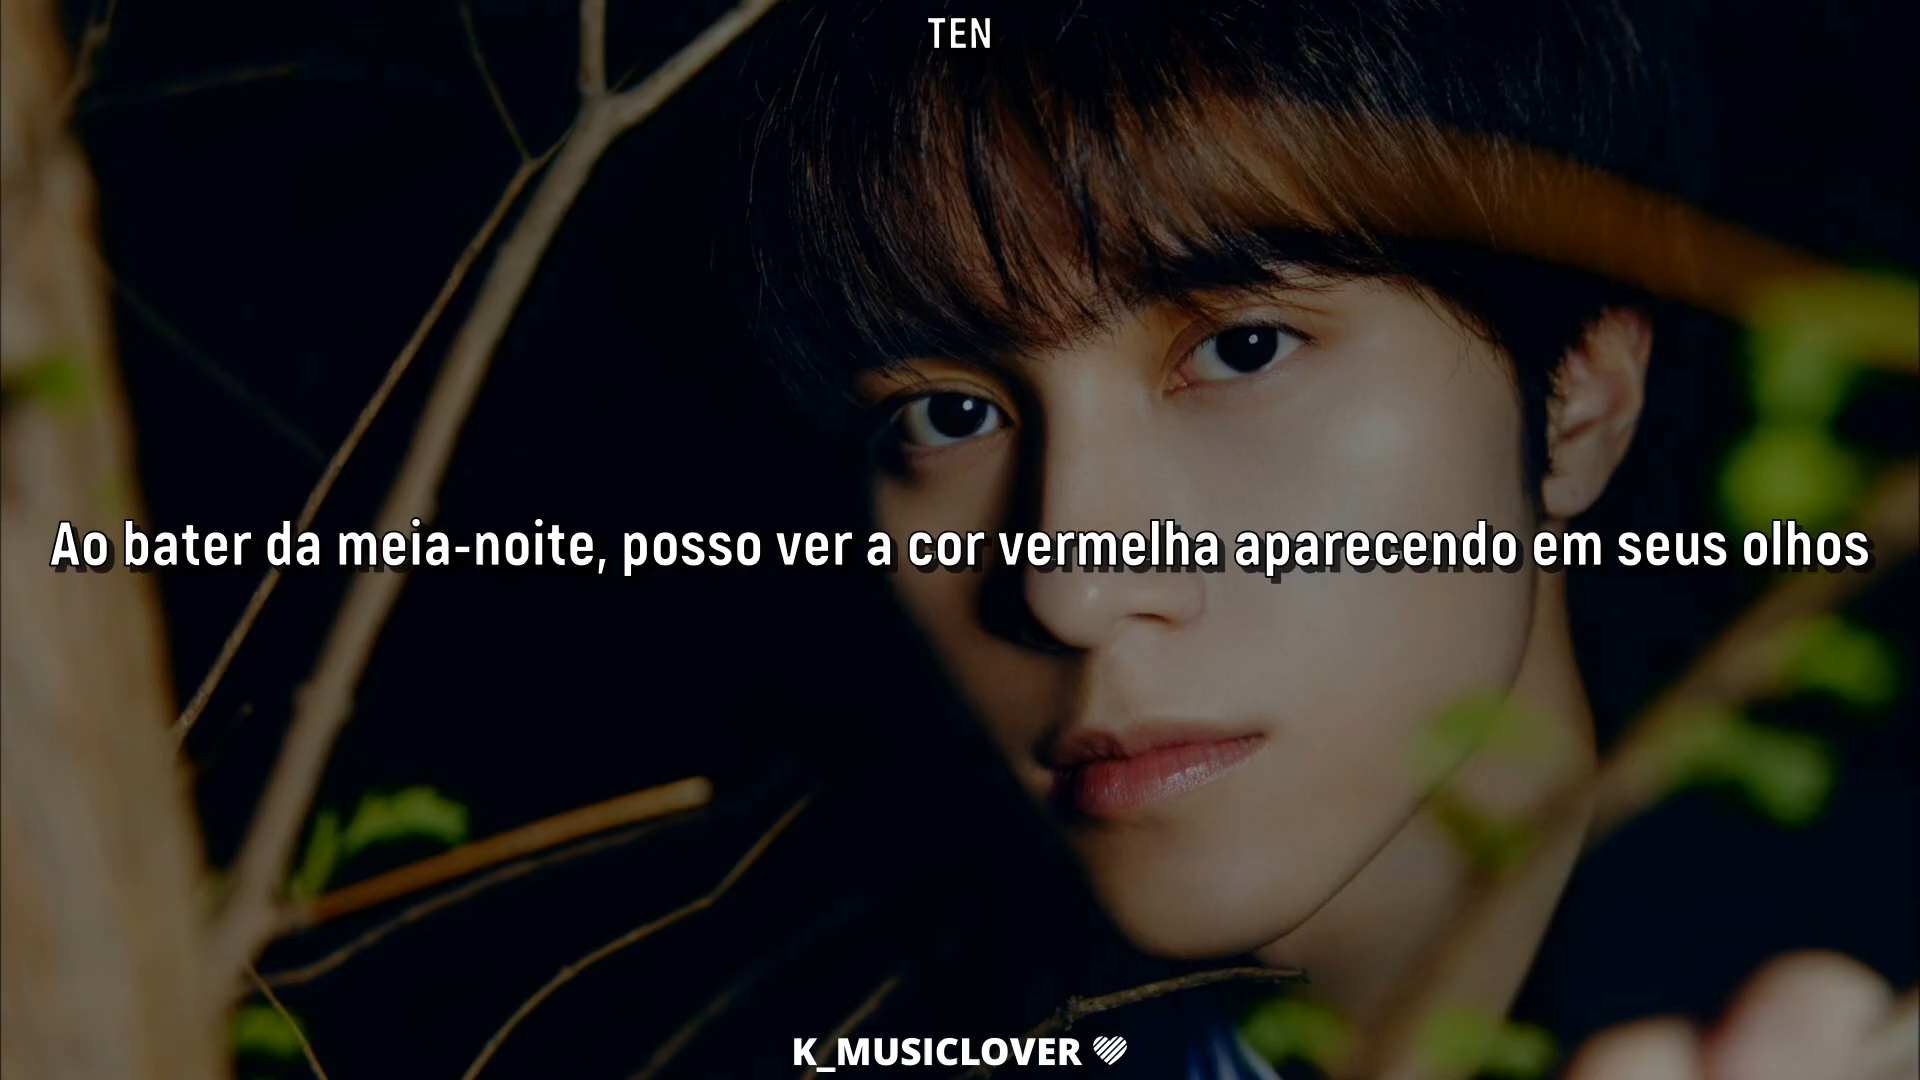 TEN
Ao bater da meia-noite, posso ver a cor vermelha aparecendo em seus olhos
K_MUSICLOVER